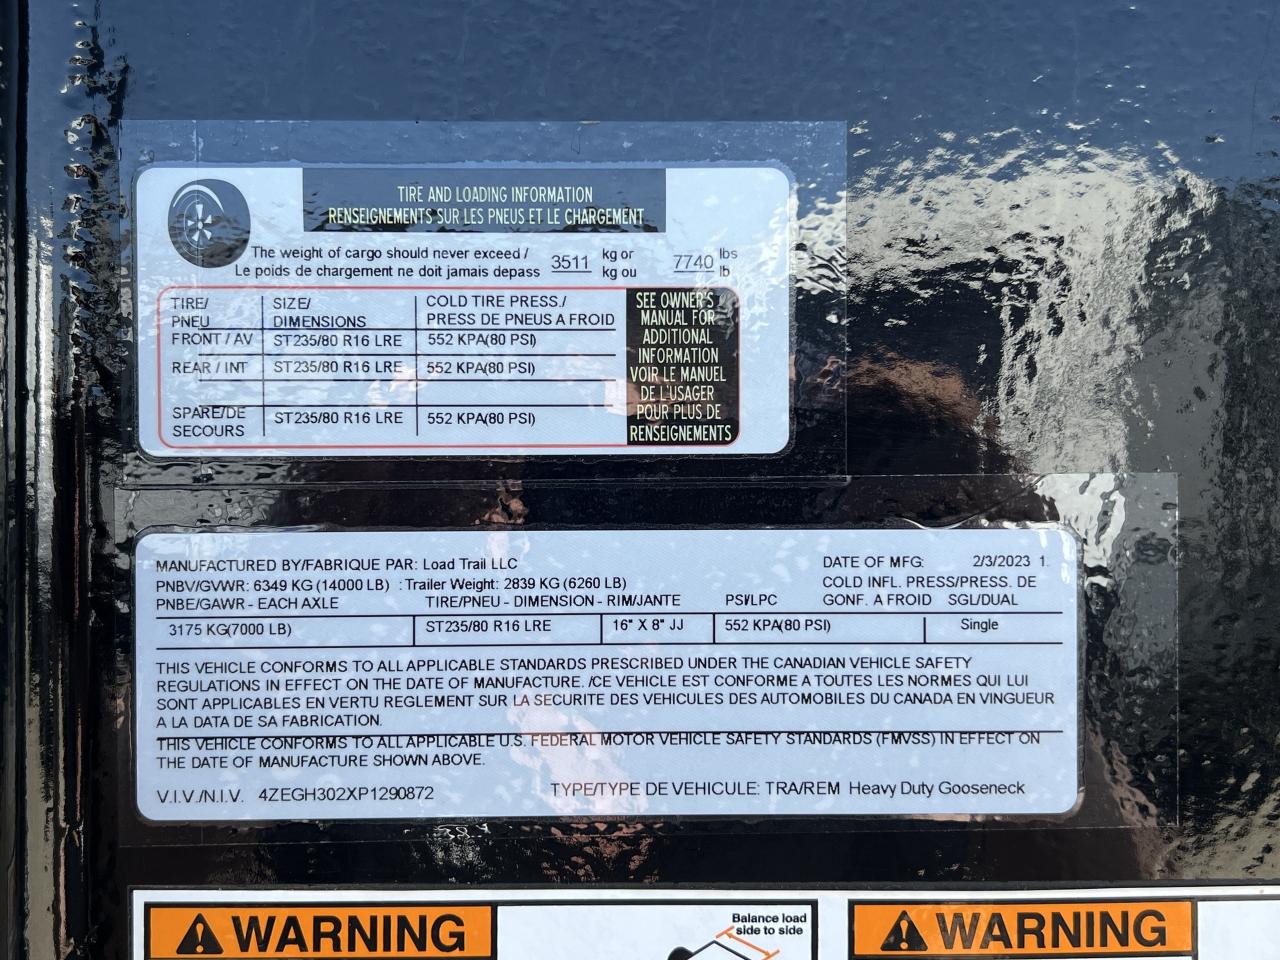 TIRE AND LOADING INFORMATION
RENSEIGNEMENTS SUR LES PNEUS ET LE CHARGEMENT
The weight of cargo should never exceed / 3511 kg or 7740 lbs
Le poids de chargement ne doit jamais depass kg ou lb
TIRE/ SIZE/ COLD TIRE PRESS./
PNEU DIMENSIONS PRESS DE PNEUS A FROID
FRONT / AV ST235/80 R16 LRE 552 KPA(80 PSI)
REAR / INT ST235/80 R16 LRE 552 KPA(80 PSI)
SPARE/DE ST235/80 R16 LRE 552 KPA(80 PSI)
SECOURS
SEE OWNER'S
MANUAL FOR
ADDITIONAL
INFORMATION
VOIR LE MANUEL
DE L'USAGER
POUR PLUS DE
RENSEIGNEMENTS
MANUFACTURED BY/FABRIQUE PAR: Load Trail LLC DATE OF MFG: 2/3/2023 1.
PNBV/GVWR: 6349 KG (14000 LB) : Trailer Weight: 2839 KG (6260 LB) COLD INFL. PRESS/PRESS. DE
PNBE/GAWR - EACH AXLE TIRE/PNEU - DIMENSION - RIM/JANTE PSI/LPC GONF. A FROID SGL/DUAL
3175 KG(7000 LB) ST235/80 R16 LRE 16" X 8" JJ 552 KPA(80 PSI) Single
THIS VEHICLE CONFORMS TO ALL APPLICABLE STANDARDS PRESCRIBED UNDER THE CANADIAN VEHICLE SAFETY
REGULATIONS IN EFFECT ON THE DATE OF MANUFACTURE. /CE VEHICLE EST CONFORME A TOUTES LES NORMES QUI LUI
SONT APPLICABLES EN VERTU REGLEMENT SUR LA SECURITE DES VEHICULES DES AUTOMOBILES DU CANADA EN VINGUEUR
A LA DATA DE SA FABRICATION.
THIS VEHICLE CONFORMS TO ALL APPLICABLE U.S. FEDERAL MOTOR VEHICLE SAFETY STANDARDS (FMVSS) IN EFFECT ON
THE DATE OF MANUFACTURE SHOWN ABOVE.
V.I.V./N.I.V. 4ZEGH302XP1290872 TYPE/TYPE DE VEHICULE: TRA/REM Heavy Duty Gooseneck
WARNING
Balance load
side to side
WARNING